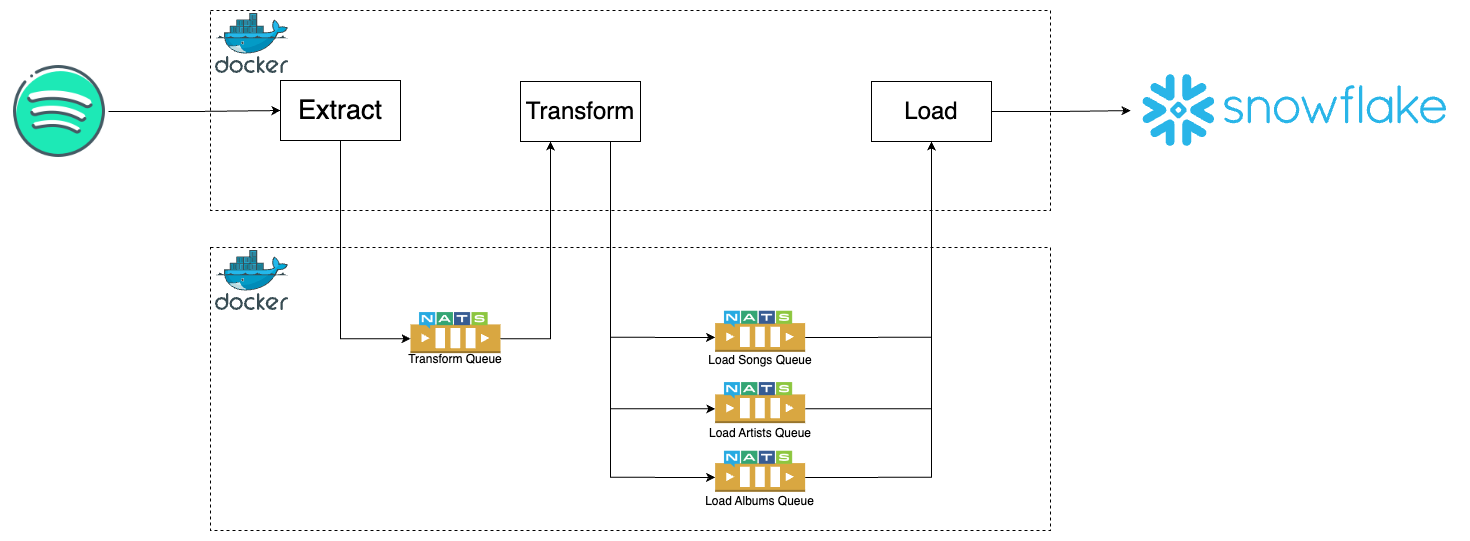 docker
Extract
Transform
Load
snowflake
docker
NATS
Transform Queue
NATS
Load Songs Queue
NATS
Load Artists Queue
NATS
Load Albums Queue